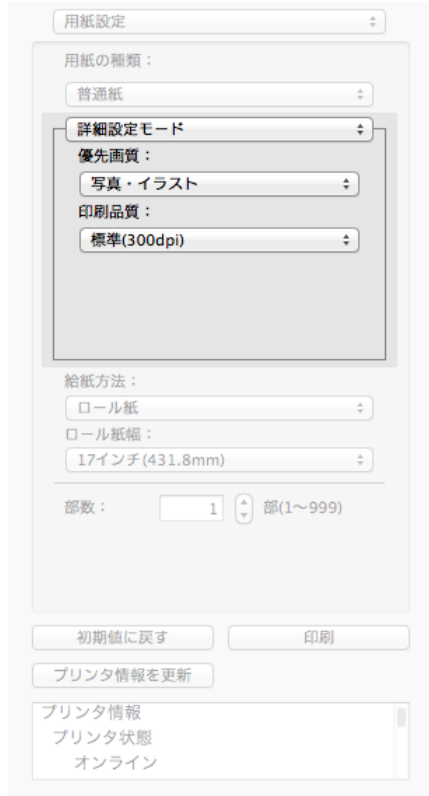 用紙設定
用紙の種類：
普通紙
詳細設定モード
優先画質：
写真・イラスト
印刷品質：
標準(300dpi)
給紙方法：
ロール紙
ロール紙幅：
17インチ(431.8mm)
部数： 1 部(1〜999)
初期値に戻す 印刷
プリンタ情報を更新
プリンタ情報
プリンタ状態
オンライン